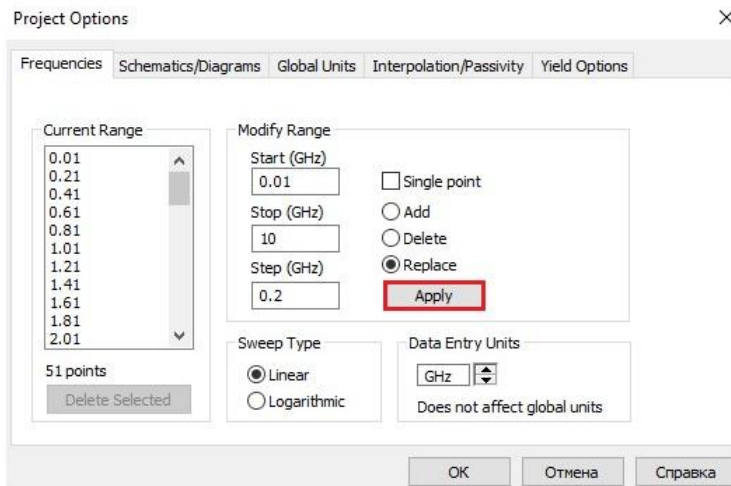 Project Options
Frequencies Schematics/Diagrams Global Units Interpolation/Passivity Yield Options
Current Range
0.01
0.21
0.41
0.61
0.81
1.01
1.21
1.41
1.61
1.81
2.01
51 points
Delete Selected
Modify Range
Start (GHz)
0.01
Stop (GHz)
10
Step (GHz)
0.2
Single point
Add
Delete
Replace
Apply
Sweep Type
Linear
Logarithmic
Data Entry Units
GHz
Does not affect global units
OK Отмена Справка